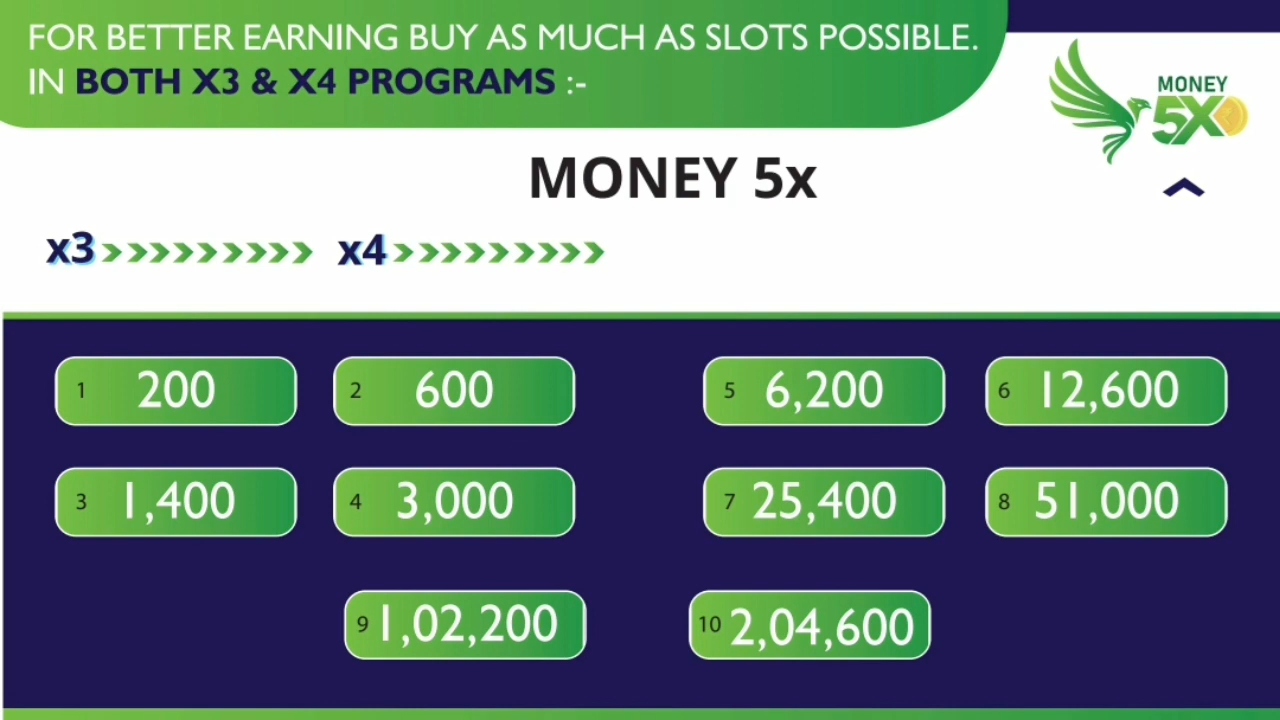 FOR BETTER EARNING BUY AS MUCH AS SLOTS POSSIBLE.
IN BOTH X3 & X4 PROGRAMS :-
MONEY
5X
MONEY 5x
x3 x4
1 200 2 600 5 6,200 6 12,600
3 1,400 4 3,000 7 25,400 8 51,000
9 1,02,200 10 2,04,600